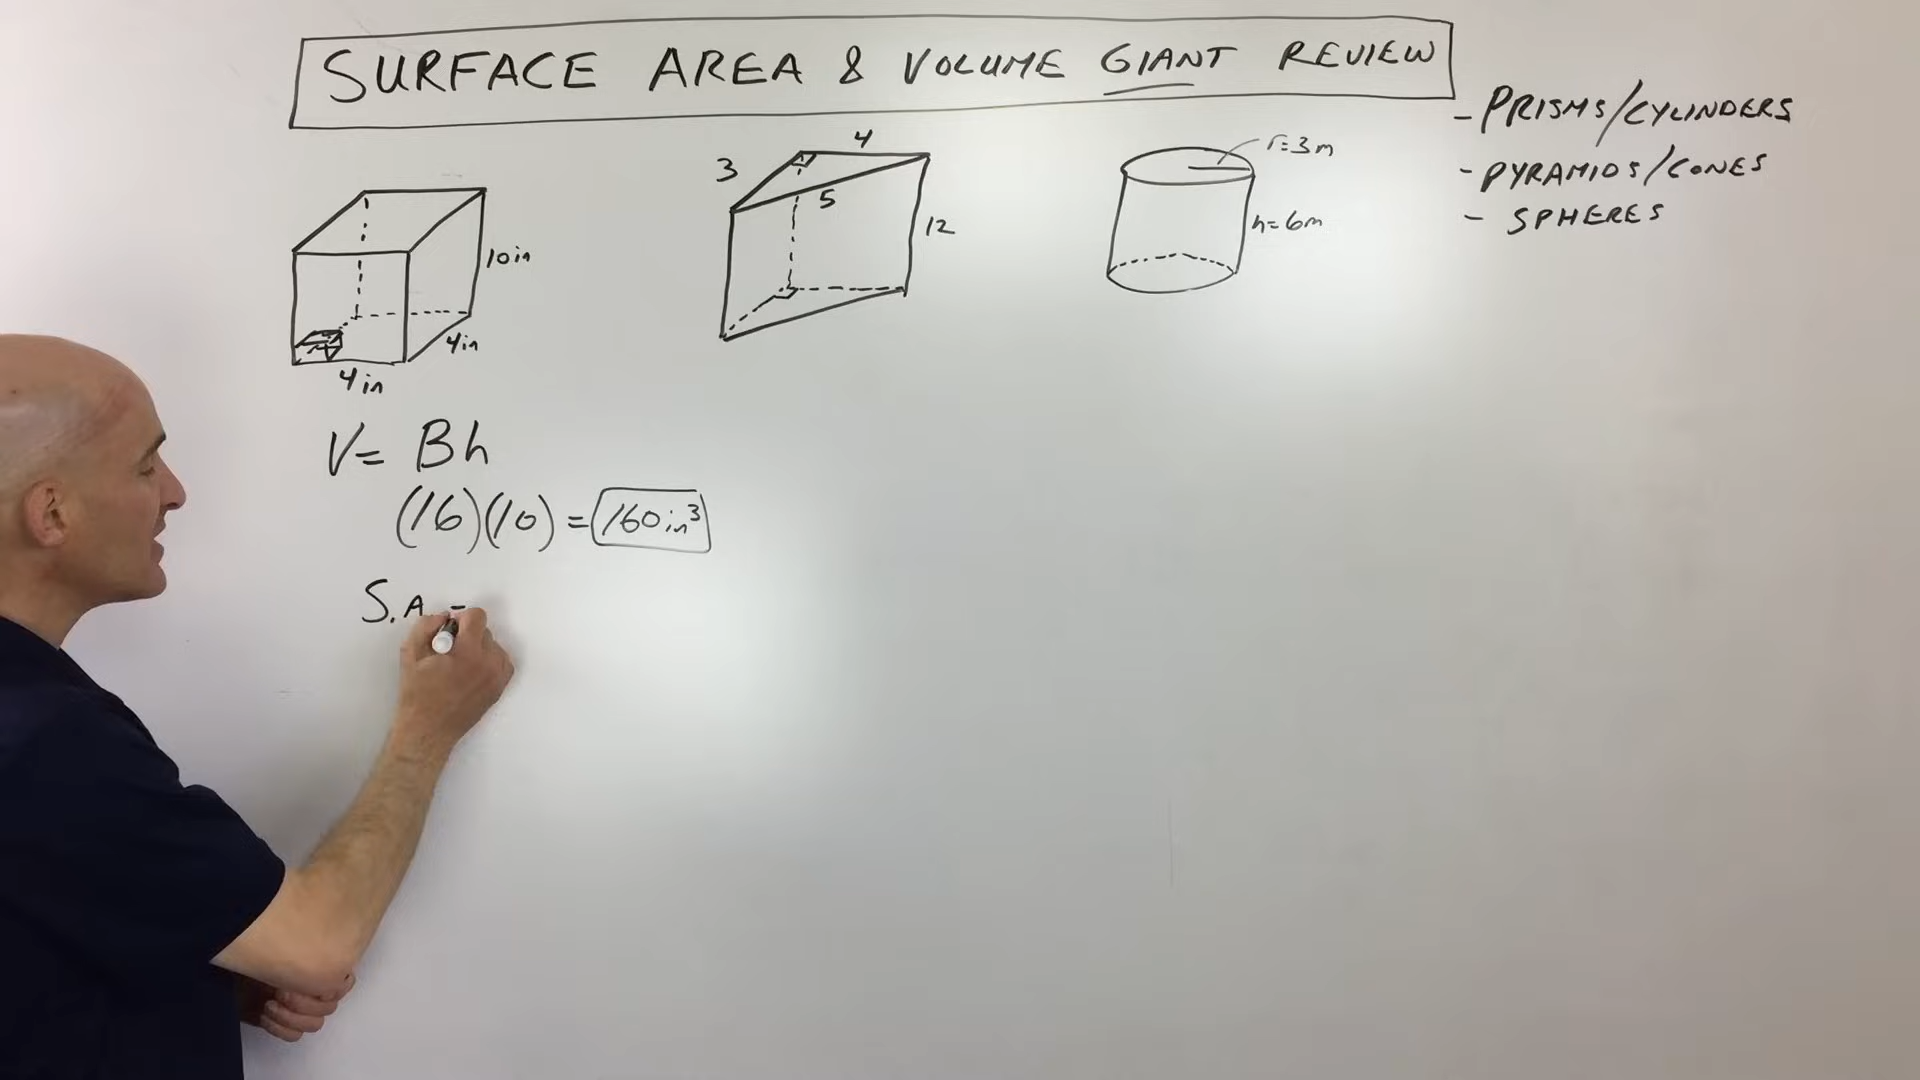 SURFACE AREA & VOLUME GIANT REVIEW
- PRISMS/CYLINDERS
- PYRAMIDS/CONES
- SPHERES
10in
4in
4in
3
4
5
12
r=3m
h=6m
V= Bh
(16)(10) = 160in³
S.A. =